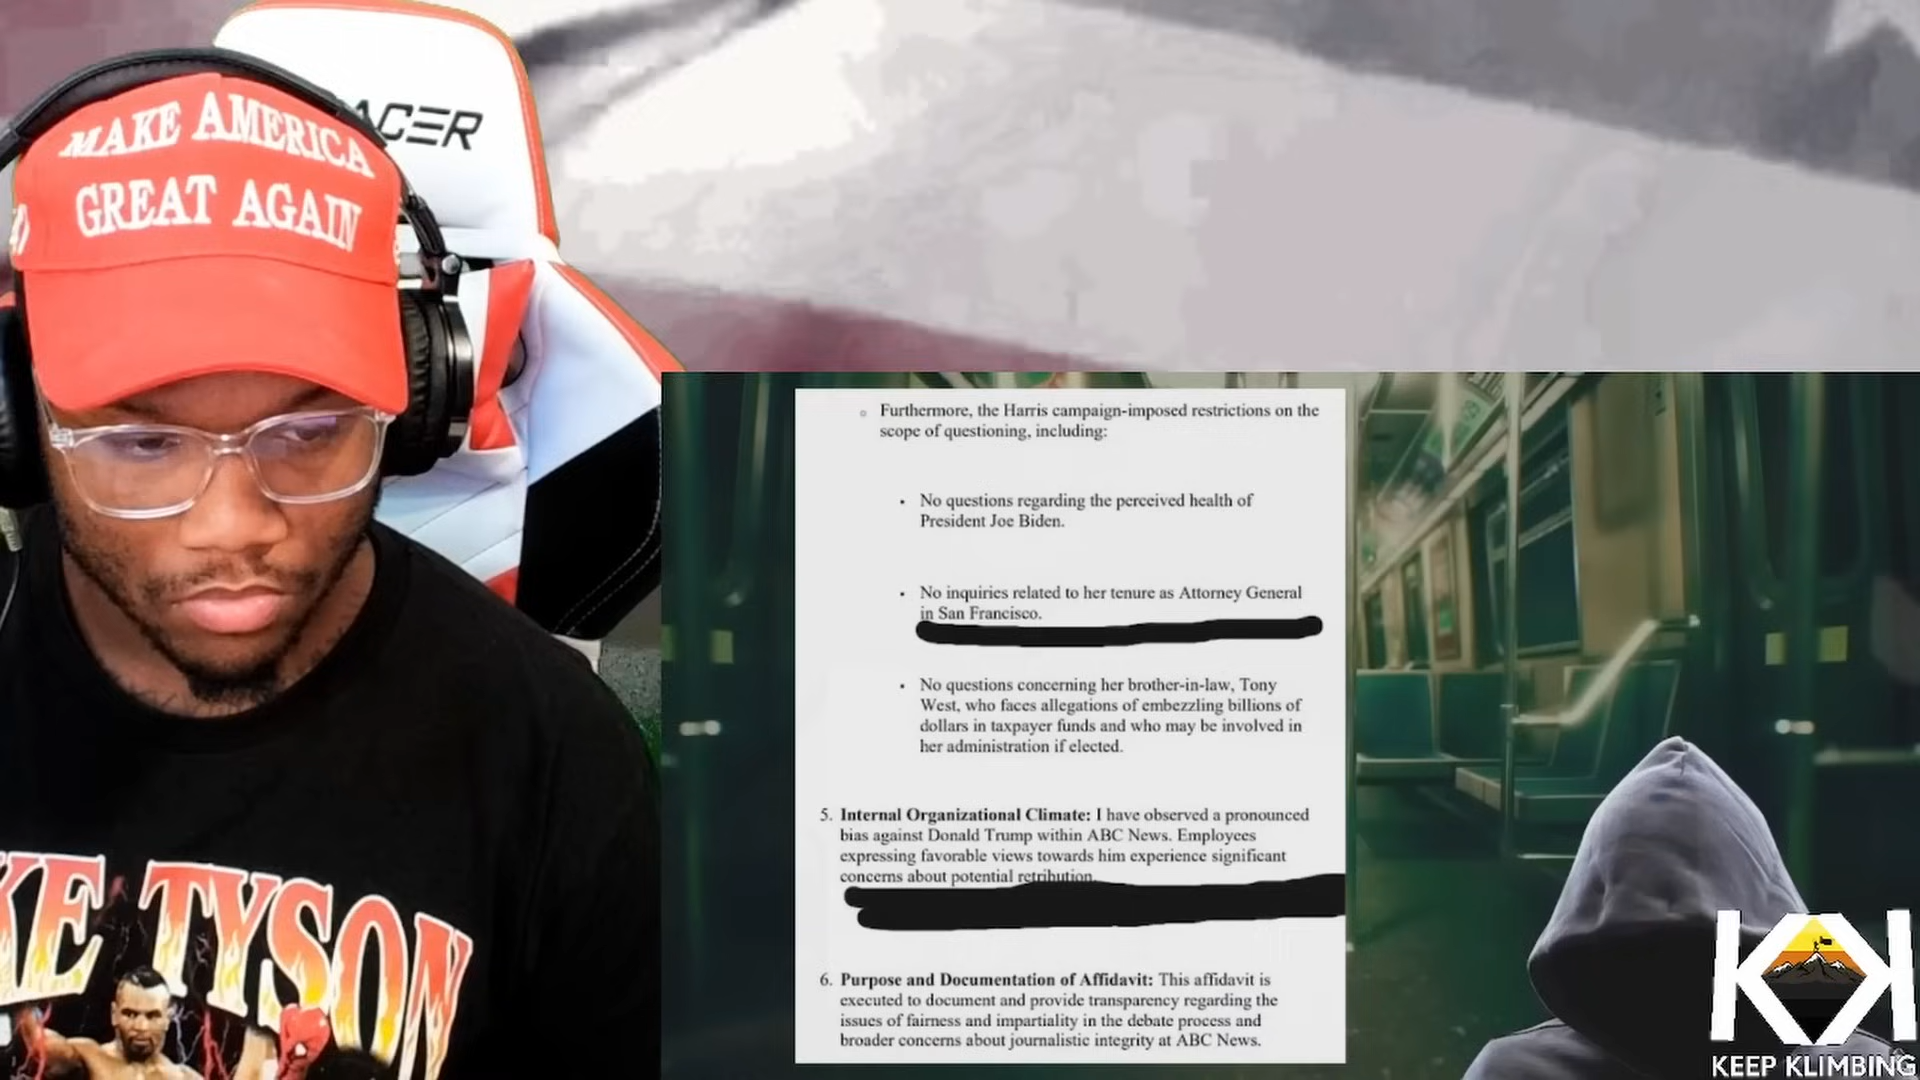 MAKE AMERICA
GREAT AGAIN
ACER
KE TYSON
Furthermore, the Harris campaign-imposed restrictions on the
scope of questioning, including:
No questions regarding the perceived health of
President Joe Biden.
No inquiries related to her tenure as Attorney General
in San Francisco.
No questions concerning her brother-in-law, Tony
West, who faces allegations of embezzling billions of
dollars in taxpayer funds and who may be involved in
her administration if elected.
5. Internal Organizational Climate: I have observed a pronounced
bias against Donald Trump within ABC News. Employees
expressing favorable views towards him experience significant
concerns about potential retribution.
6. Purpose and Documentation of Affidavit: This affidavit is
executed to document and provide transparency regarding the
issues of fairness and impartiality in the debate process and
broader concerns about journalistic integrity at ABC News.
KK
KEEP KLIMBING